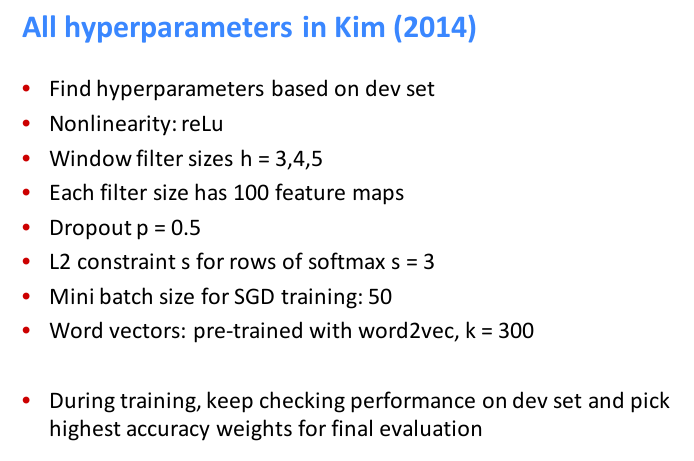 All hyperparameters in Kim (2014)
• Find hyperparameters based on dev set
• Nonlinearity: reLu
• Window filter sizes h = 3,4,5
• Each filter size has 100 feature maps
• Dropout p = 0.5
• L2 constraint s for rows of softmax s = 3
• Mini batch size for SGD training: 50
• Word vectors: pre-trained with word2vec, k = 300
• During training, keep checking performance on dev set and pick
highest accuracy weights for final evaluation